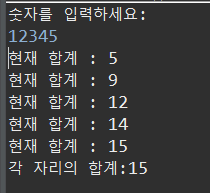 숫자를 입력하세요:
12345
현재 합계 : 5
현재 합계 : 9
현재 합계 : 12
현재 합계 : 14
현재 합계 : 15
각 자리의 합계:15